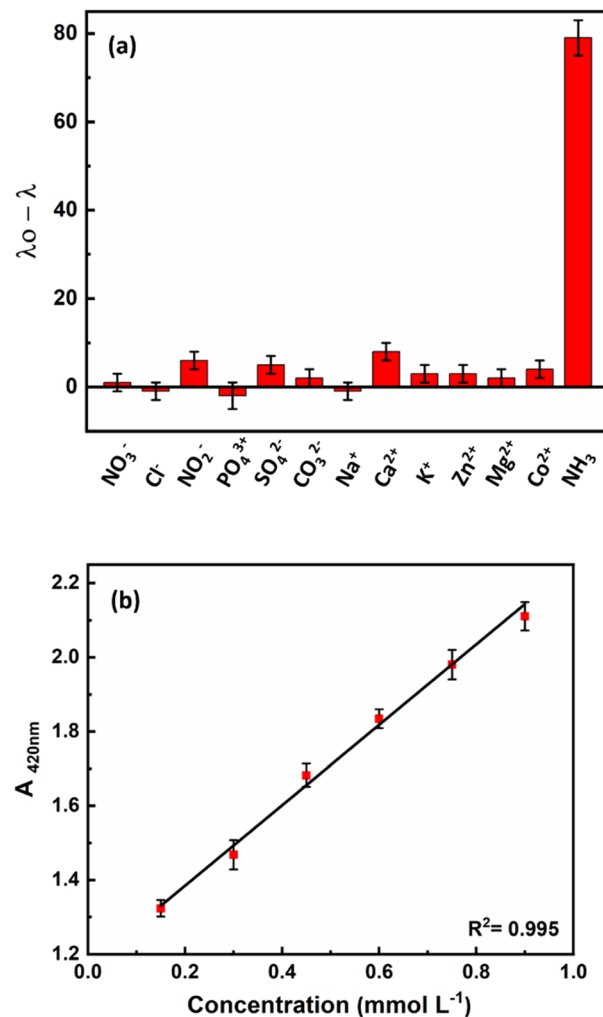 (a)
80
60
40
20
0
λo – λ
NO₃⁻ Cl⁻ NO₂⁻ PO₄³⁺ SO₄²⁻ CO₃²⁻ Na⁺ Ca²⁺ K⁺ Zn²⁺ Mg²⁺ Co²⁺ NH₃
(b)
2.2
2.0
1.8
1.6
1.4
1.2
A 420nm
R²= 0.995
0.0 0.2 0.4 0.6 0.8 1.0
Concentration (mmol L⁻¹)